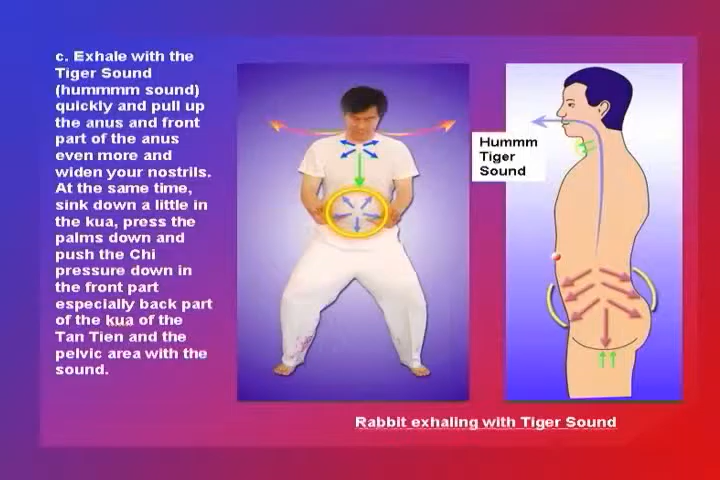 c. Exhale with the
Tiger Sound
(hummmm sound)
quickly and pull up
the anus and front
part of the anus
even more and
widen your nostrils.
At the same time,
sink down a little in
the kua, press the
palms down and
push the Chi
pressure down in
the front part
especially back part
of the kua of the
Tan Tien and the
pelvic area with the
sound.
Hummm
Tiger
Sound
Rabbit exhaling with Tiger Sound